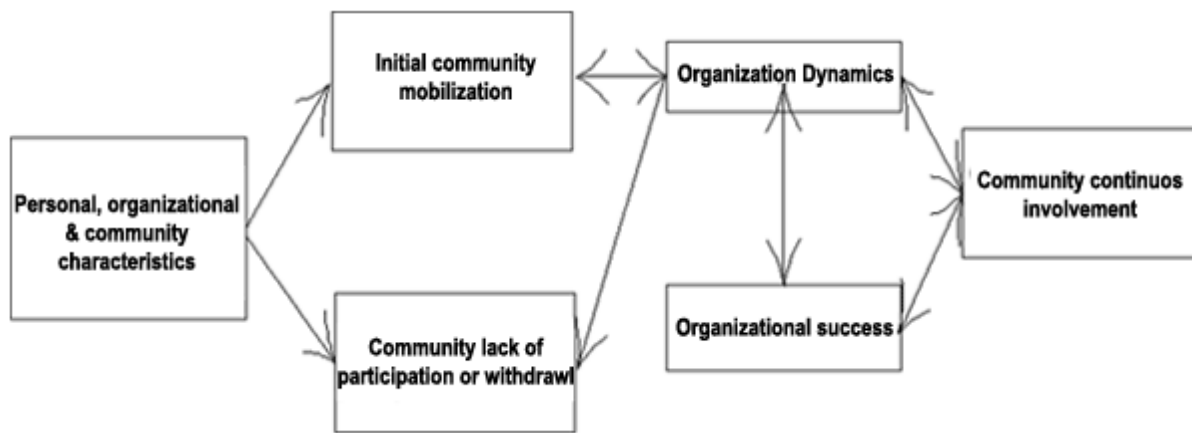 Initial community
mobilization
Organization Dynamics
Personal, organizational
& community
characteristics
Community continuos
involvement
Organizational success
Community lack of
participation or withdrawl